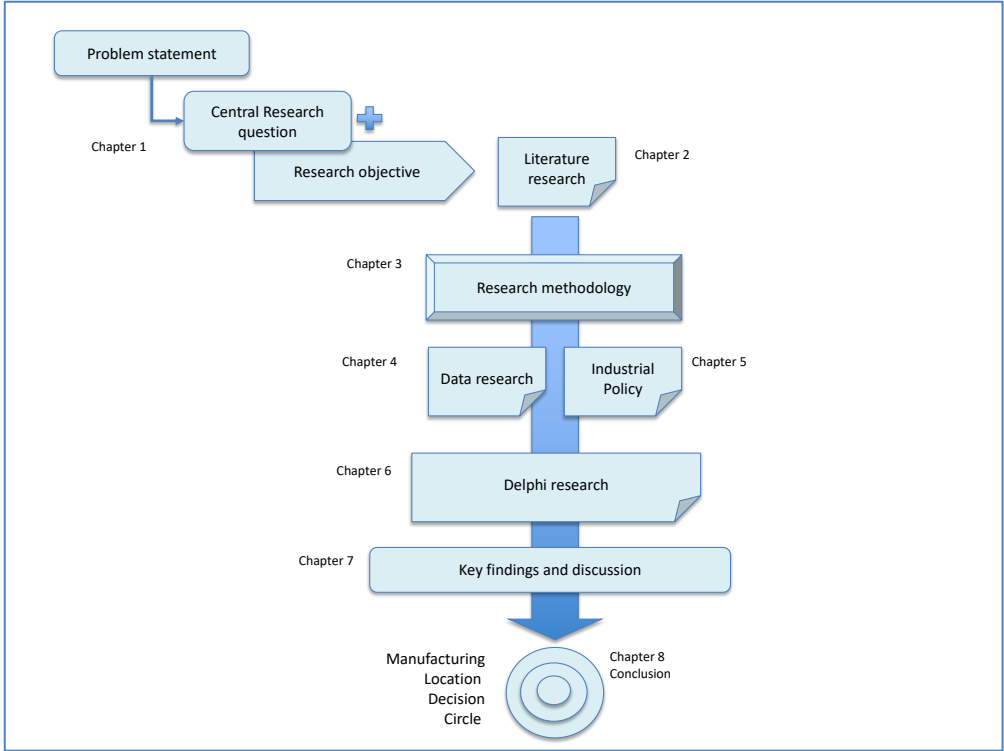 Problem statement
Central Research
question
Chapter 1
Research objective
Literature
research
Chapter 2
Chapter 3
Research methodology
Chapter 4
Data research
Industrial
Policy
Chapter 5
Chapter 6
Delphi research
Chapter 7
Key findings and discussion
Manufacturing
Location
Decision
Circle
Chapter 8
Conclusion